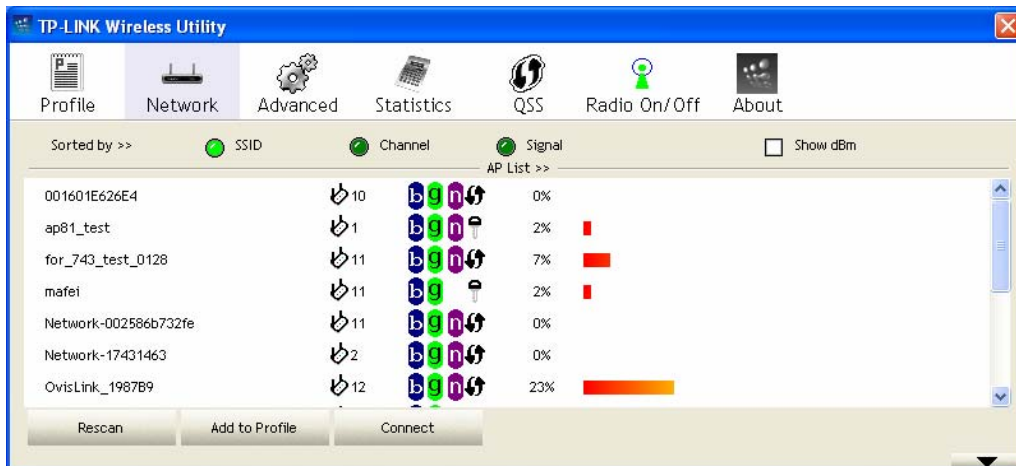 TP-LINK Wireless Utility
Profile Network Advanced Statistics QSS Radio On/Off About
Sorted by >> SSID Channel Signal Show dBm
AP List >>
001601E626E4 10 b g n 0%
ap81_test 1 b g n 2%
for_743_test_0128 11 b g n 7%
mafei 11 b g 2%
Network-002586b732fe 11 b g n 0%
Network-17431463 2 b g n 0%
OvisLink_1987B9 12 b g n 23%
Rescan Add to Profile Connect